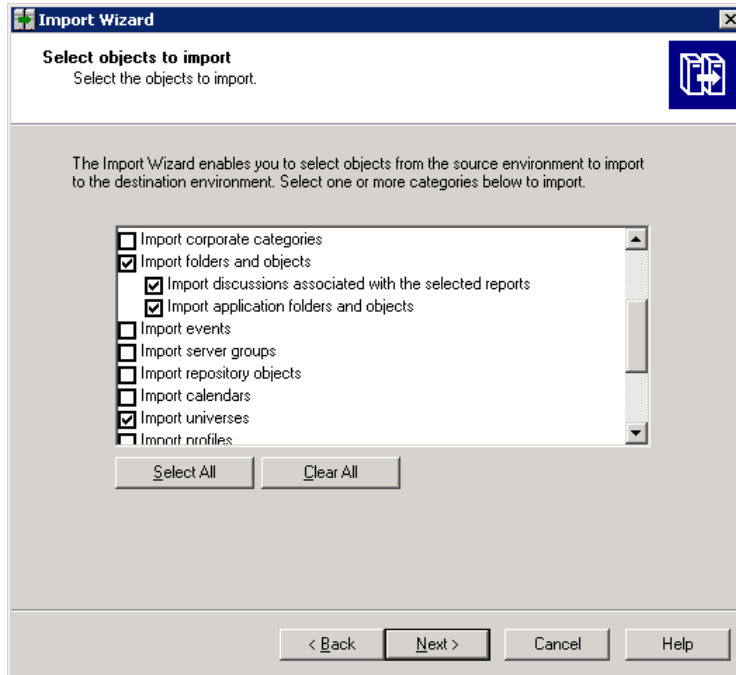 Import Wizard
Select objects to import
Select the objects to import.
The Import Wizard enables you to select objects from the source environment to import
to the destination environment. Select one or more categories below to import.
Import corporate categories
Import folders and objects
Import discussions associated with the selected reports
Import application folders and objects
Import events
Import server groups
Import repository objects
Import calendars
Import universes
Import profiles
Select All
Clear All
< Back
Next >
Cancel
Help